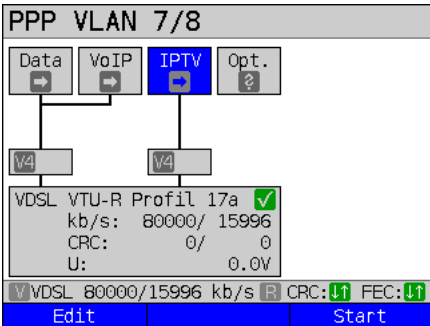 PPP VLAN 7/8
Data VoIP IPTV Opt.
?
V4 V4
VDSL VTU-R Profil 17a
kb/s: 80000/ 15996
CRC: 0/ 0
U: 0.0V
V VDSL 80000/15996 kb/s R CRC: FEC:
Edit Start